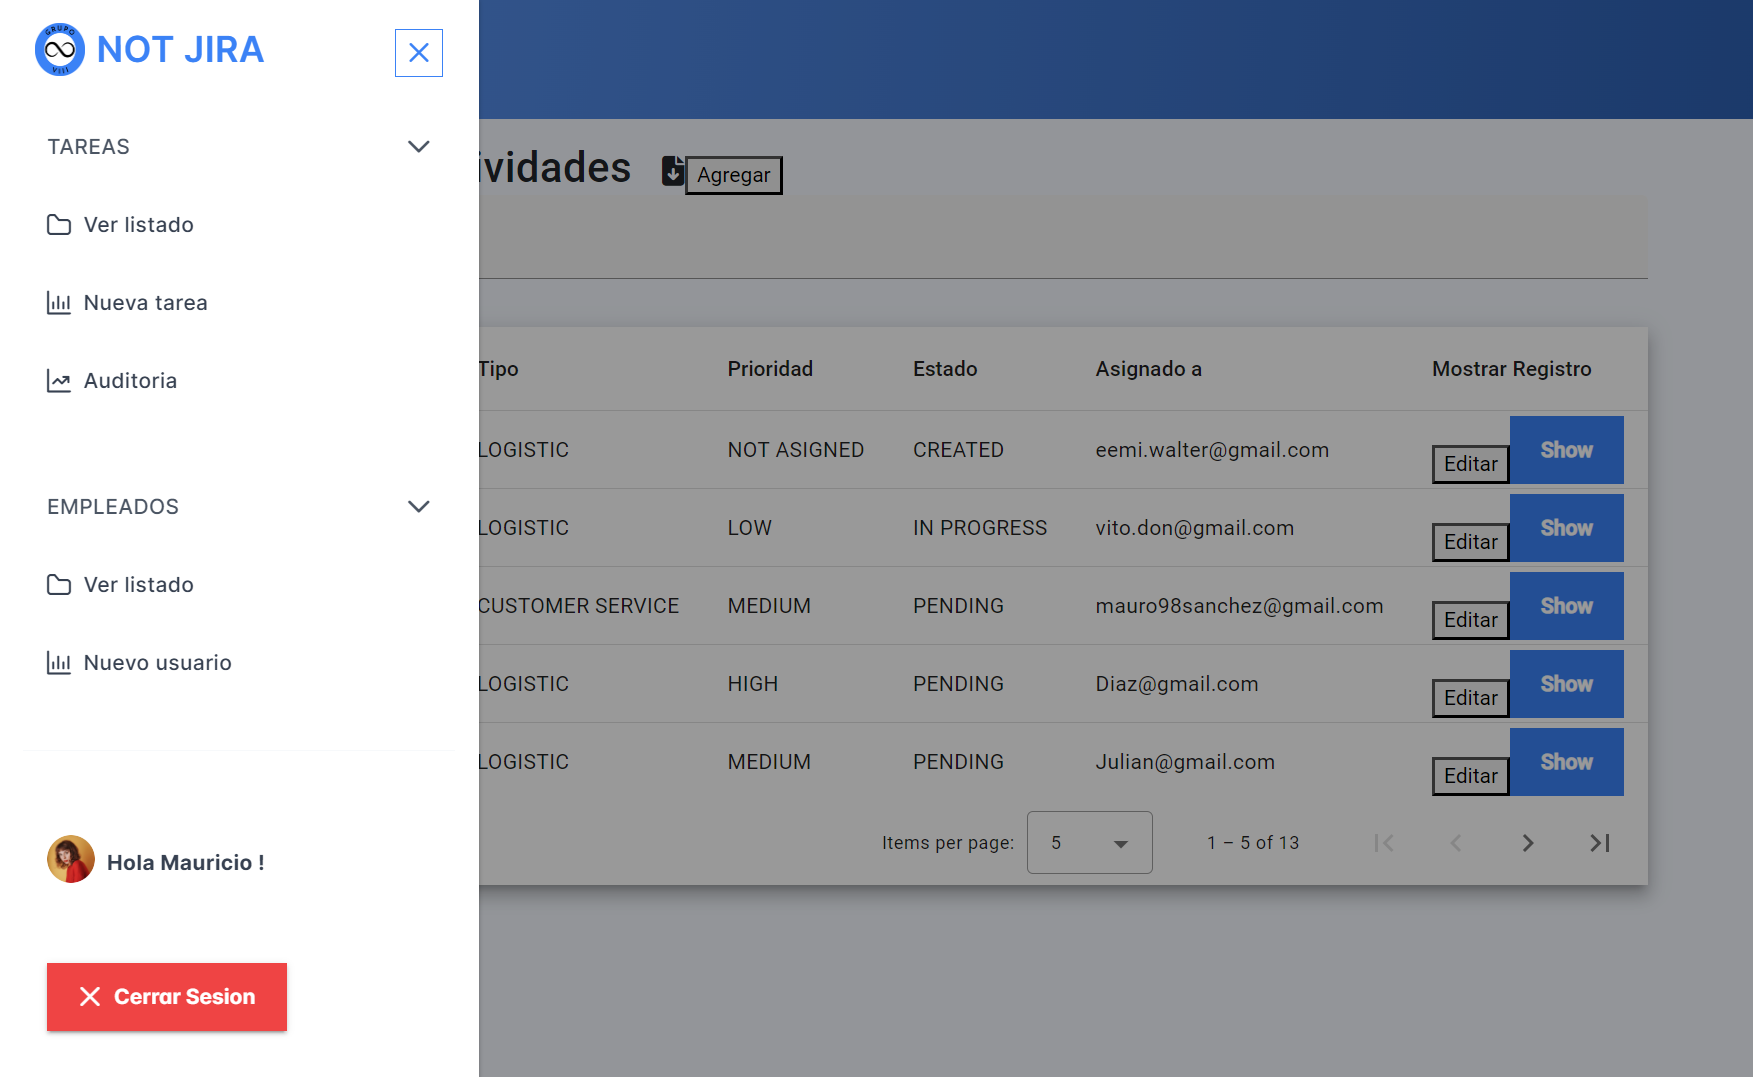 GRUPO
VIII
NOT JIRA
TAREAS
Ver listado
Nueva tarea
Auditoria
EMPLEADOS
Ver listado
Nuevo usuario
Hola Mauricio !
Cerrar Sesion
ividades
Agregar
Tipo Prioridad Estado Asignado a Mostrar Registro
LOGISTIC NOT ASIGNED CREATED eemi.walter@gmail.com Editar Show
LOGISTIC LOW IN PROGRESS vito.don@gmail.com Editar Show
CUSTOMER SERVICE MEDIUM PENDING mauro98sanchez@gmail.com Editar Show
LOGISTIC HIGH PENDING Diaz@gmail.com Editar Show
LOGISTIC MEDIUM PENDING Julian@gmail.com Editar Show
Items per page: 5 1 – 5 of 13